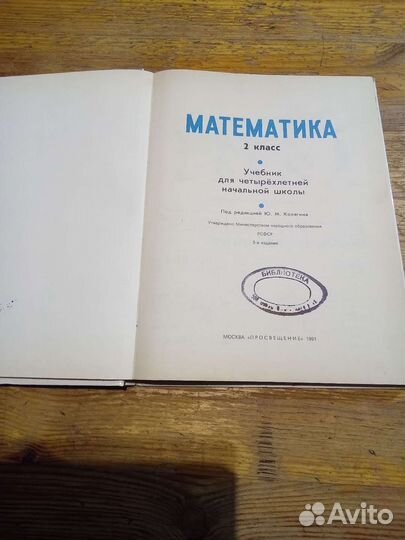 МАТЕМАТИКА
2 класс
Учебник
для четырёхлетней
начальной школы
Под редакцией Ю. М. Колягина
Утверждено Министерством народного образования
РСФСР
БИБЛИОТЕКА
МОСКВА «ПРОСВЕЩЕНИЕ» 1991
Avito